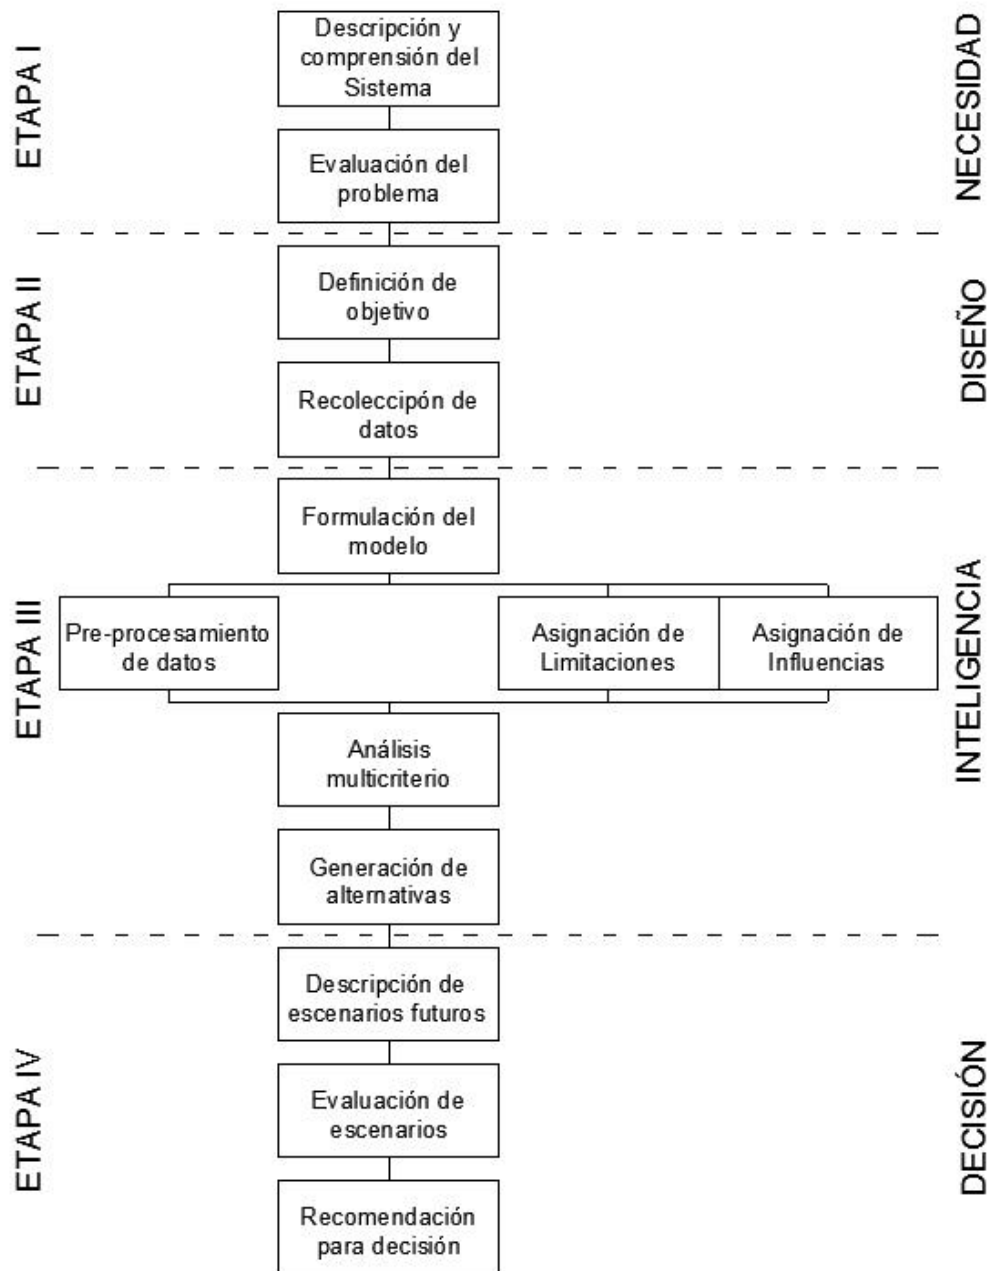 ETAPA I
Descripción y
comprensión del
Sistema
NECESIDAD
Evaluación del
problema
ETAPA II
Definición de
objetivo
DISEÑO
Recoleccipón de
datos
ETAPA III
Formulación del
modelo
INTELIGENCIA
Pre-procesamiento
de datos
Asignación de
Limitaciones
Asignación de
Influencias
Análisis
multicriterio
Generación de
alternativas
ETAPA IV
Descripción de
escenarios futuros
DECISIÓN
Evaluación de
escenarios
Recomendación
para decisión